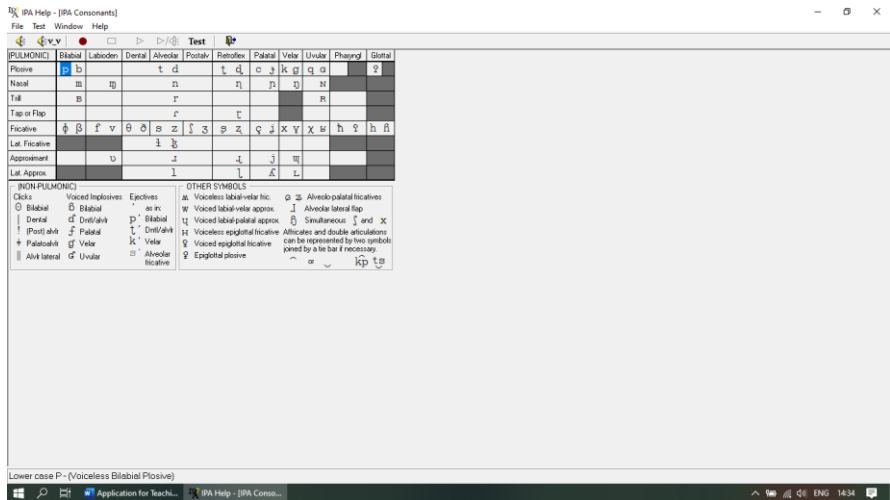 IPA Help - [IPA Consonants]
File Test Window Help
v_v Test
(PULMONIC) Bilabial Labioden Dental Alveolar Postalv Retroflex Palatal Velar Uvular Pharyngl Glottal
Plosive p b t d ʈ ɖ c ɟ k ɡ q ɢ ʔ
Nasal m ɱ n ɳ ɲ ŋ ɴ
Trill ʙ r ʀ
Tap or Flap ɾ ɽ
Fricative ɸ β f v θ ð s z ʃ ʒ ʂ ʐ ç ʝ x ɣ χ ʁ ħ ʕ h ɦ
Lat. Fricative ɬ ɮ
Approximant ʋ ɹ ɻ j ɰ
Lat. Approx. l ɭ ʎ ʟ
(NON-PULMONIC)
Clicks Voiced Implosives Ejectives
ʘ Bilabial ɓ Bilabial ʼ as in:
ǀ Dental ɗ Dntl/alvlr pʼ Bilabial
ǃ (Post) alvlr ʄ Palatal tʼ Dntl/alvlr
ǂ Palatoalvlr ɠ Velar kʼ Velar
ǁ Alvlr lateral ʛ Uvular sʼ Alveolar
fricative
OTHER SYMBOLS
ʍ Voiceless labial-velar fric.
w Voiced labial-velar approx.
ɥ Voiced labial-palatal approx.
ʜ Voiceless epiglottal fricative
ʢ Voiced epiglottal fricative
ʡ Epiglottal plosive
ɕ ʑ Alveolo-palatal fricatives
ɺ Alveolar lateral flap
ɧ Simultaneous ʃ and x
Affricates and double articulations
can be represented by two symbols
joined by a tie bar if necessary.
͡ or ͜ k͡p t͜s
Lower case P - (Voiceless Bilabial Plosive)
Application for Teachi... IPA Help - [IPA Conso... ENG 14:34